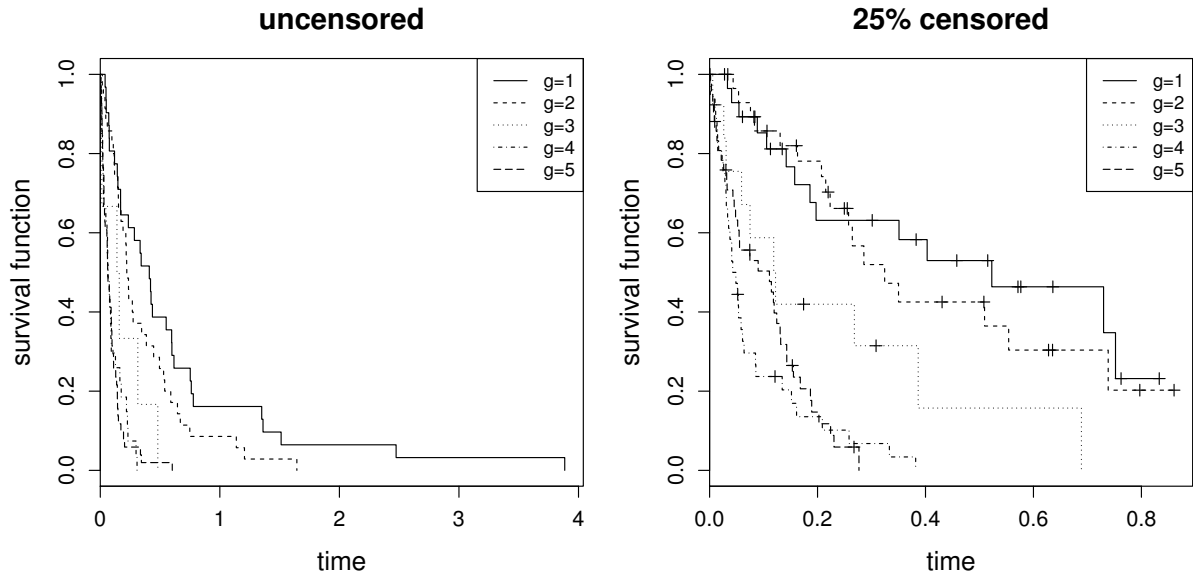 uncensored
survival function
1.0
0.8
0.6
0.4
0.2
0.0
g=1
g=2
g=3
g=4
g=5
0
1
2
3
4
time
25% censored
survival function
1.0
0.8
0.6
0.4
0.2
0.0
g=1
g=2
g=3
g=4
g=5
0.0
0.2
0.4
0.6
0.8
time